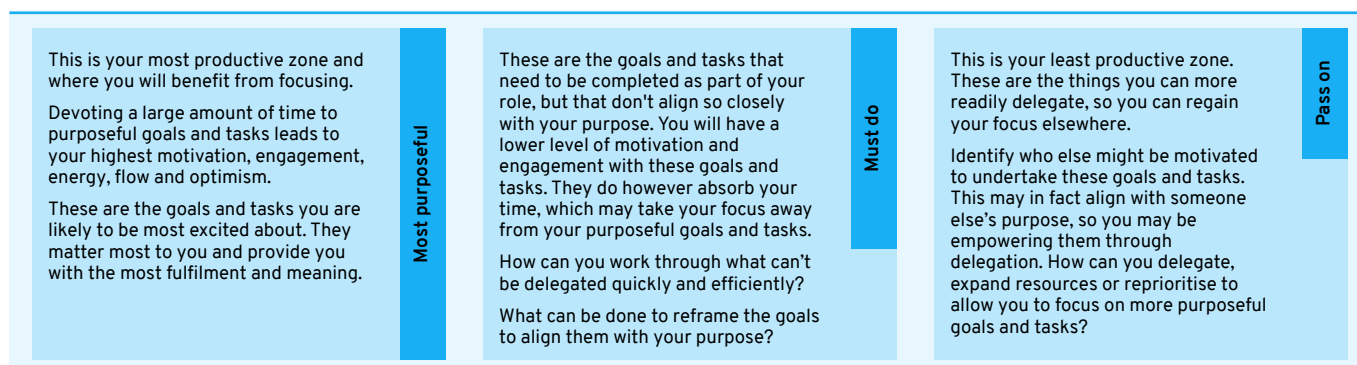 This is your most productive zone and
where you will benefit from focusing.
Devoting a large amount of time to
purposeful goals and tasks leads to
your highest motivation, engagement,
energy, flow and optimism.
These are the goals and tasks you are
likely to be most excited about. They
matter most to you and provide you
with the most fulfilment and meaning.
Most purposeful
These are the goals and tasks that
need to be completed as part of your
role, but that don't align so closely
with your purpose. You will have a
lower level of motivation and
engagement with these goals and
tasks. They do however absorb your
time, which may take your focus away
from your purposeful goals and tasks.
How can you work through what can’t
be delegated quickly and efficiently?
What can be done to reframe the goals
to align them with your purpose?
Must do
This is your least productive zone.
These are the things you can more
readily delegate, so you can regain
your focus elsewhere.
Identify who else might be motivated
to undertake these goals and tasks.
This may in fact align with someone
else’s purpose, so you may be
empowering them through
delegation. How can you delegate,
expand resources or reprioritise to
allow you to focus on more purposeful
goals and tasks?
Pass on